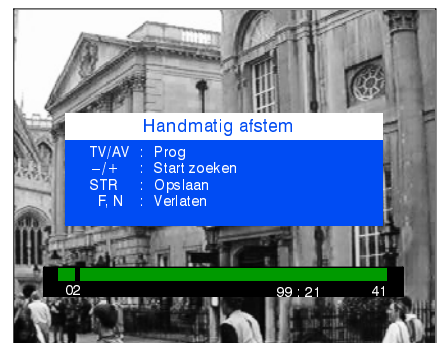 Handmatig afstem
TV/AV : Prog
–/+ : Start zoeken
STR : Opslaan
F, N : Verlaten
02 99 : 21 41